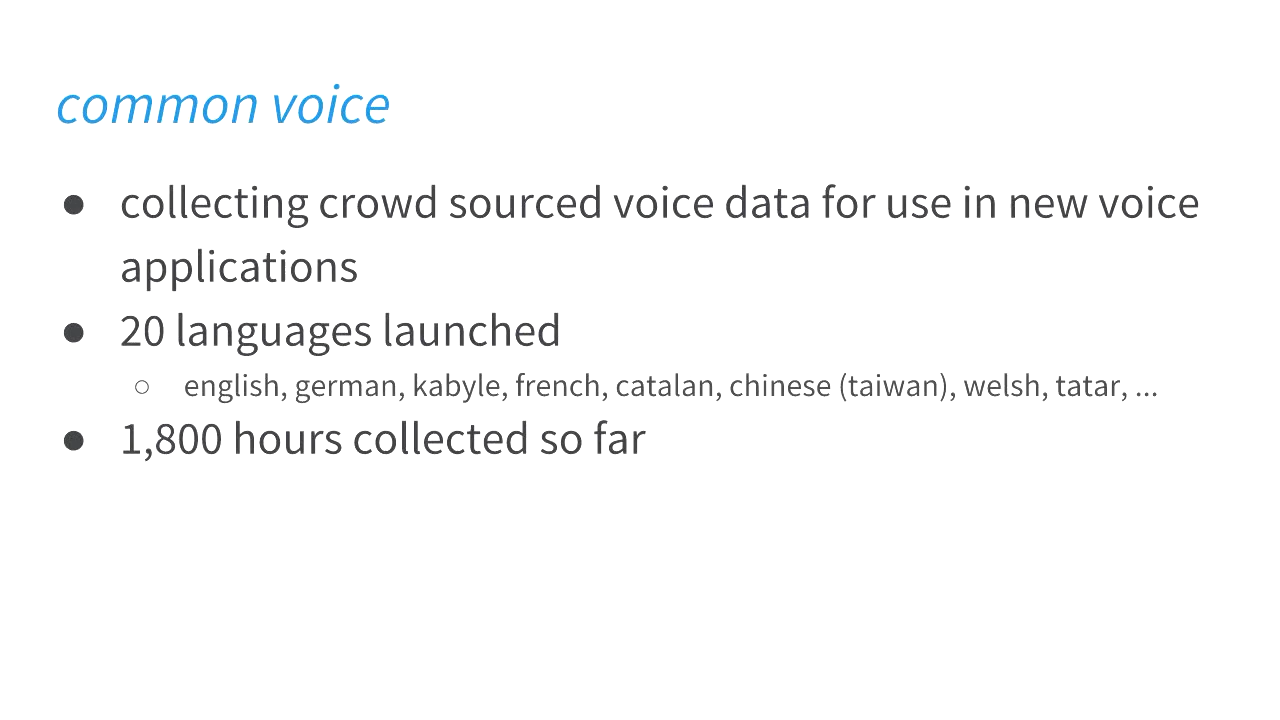 common voice
● collecting crowd sourced voice data for use in new voice
applications
● 20 languages launched
○ english, german, kabyle, french, catalan, chinese (taiwan), welsh, tatar, ...
● 1,800 hours collected so far